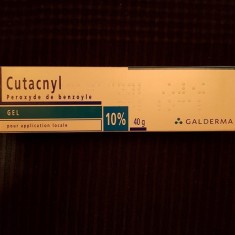 Cutacnyl
Peroxyde de benzoyle
GEL
pour application locale
10%
40 g
GALDERMA